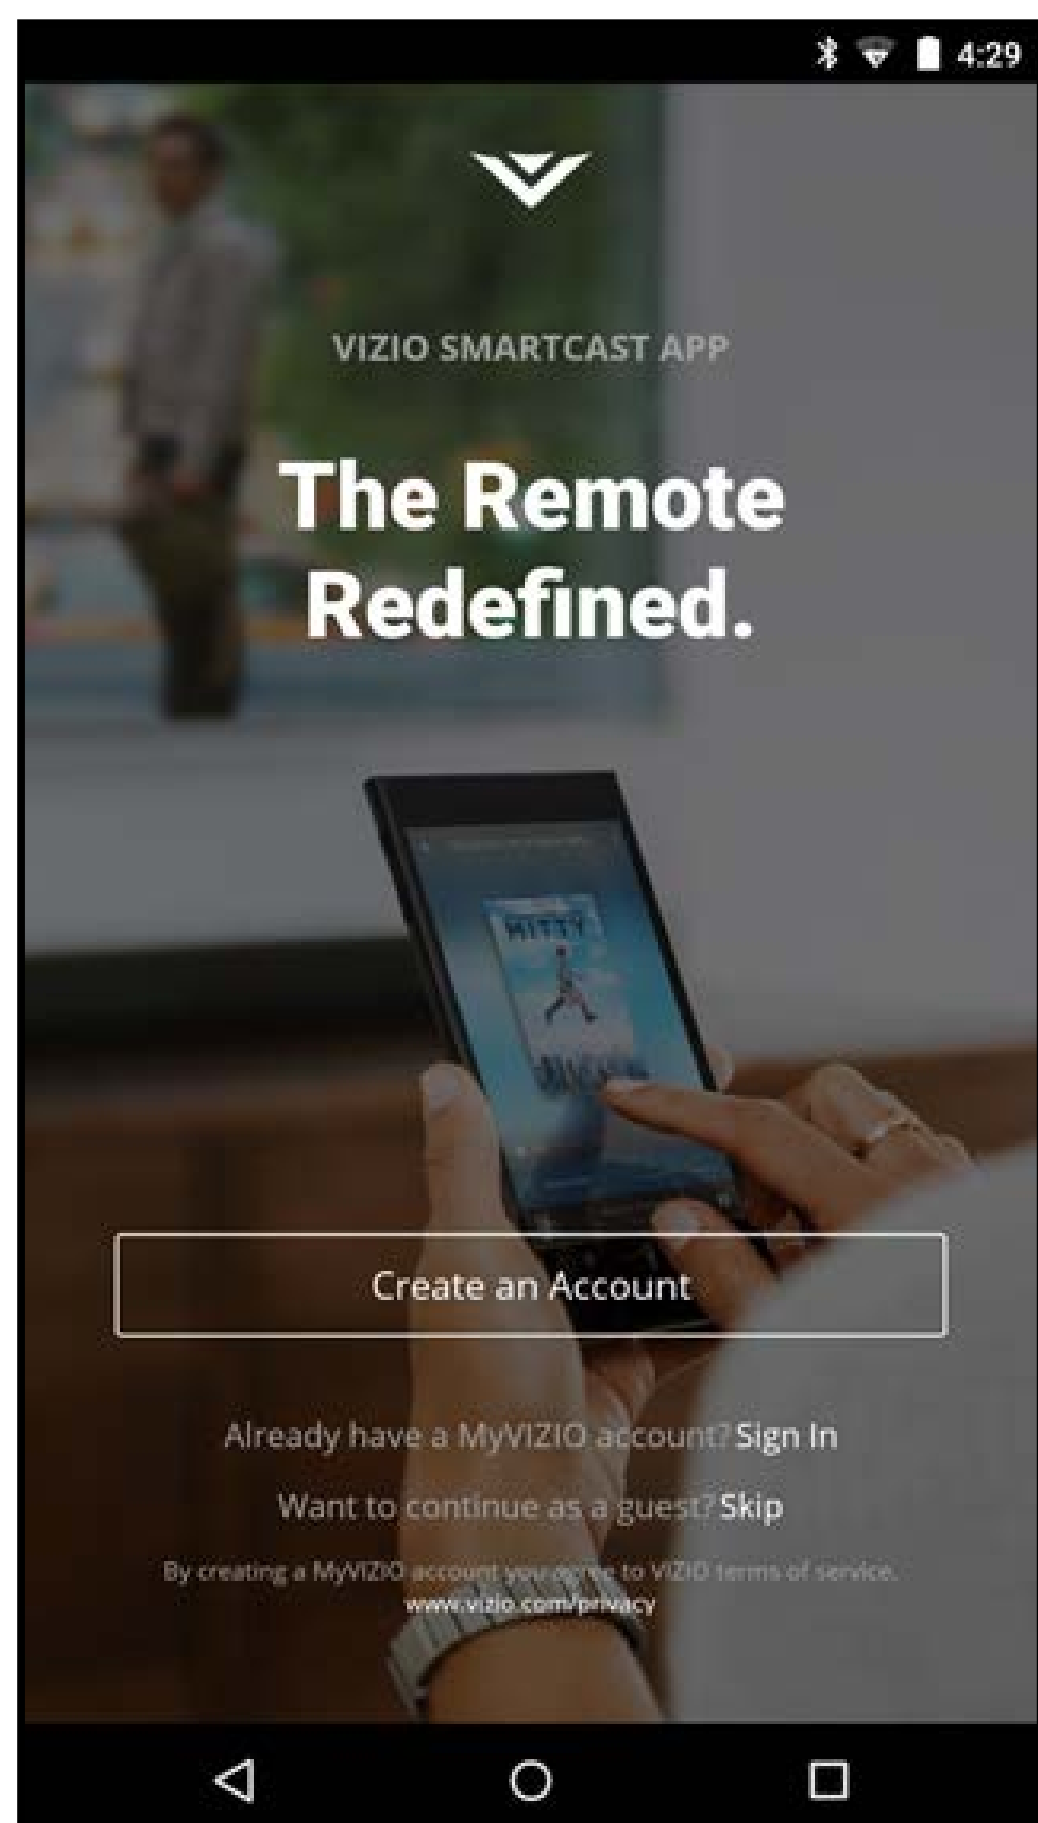 4:29
VIZIO SMARTCAST APP
The Remote
Redefined.
MITTY
Create an Account
Already have a MyVIZIO account? Sign In
Want to continue as a guest? Skip
By creating a MyVIZIO account you agree to VIZIO terms of service.
www.vizio.com/privacy